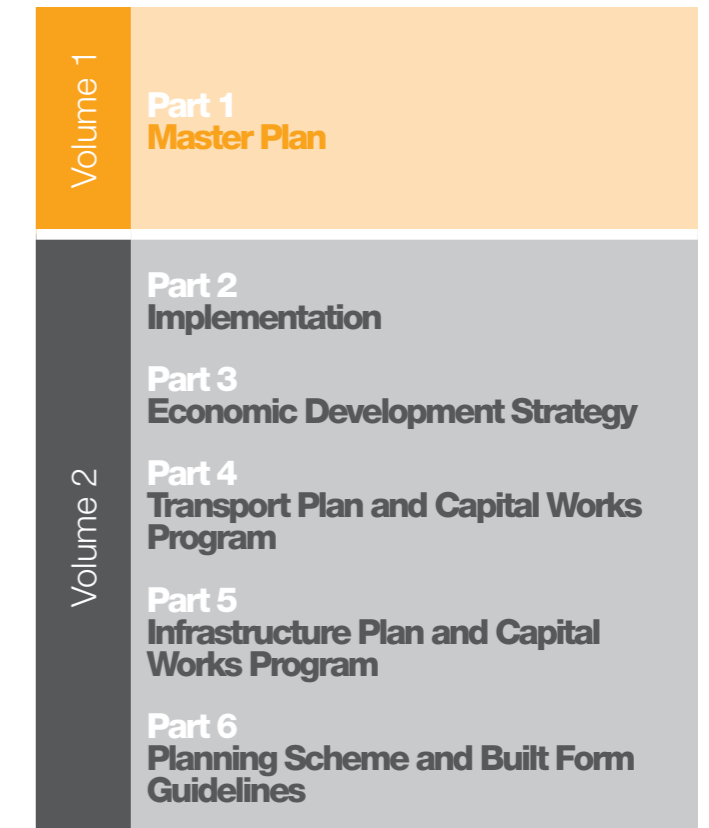 Volume 1
Part 1
Master Plan
Volume 2
Part 2
Implementation
Part 3
Economic Development Strategy
Part 4
Transport Plan and Capital Works
Program
Part 5
Infrastructure Plan and Capital
Works Program
Part 6
Planning Scheme and Built Form
Guidelines